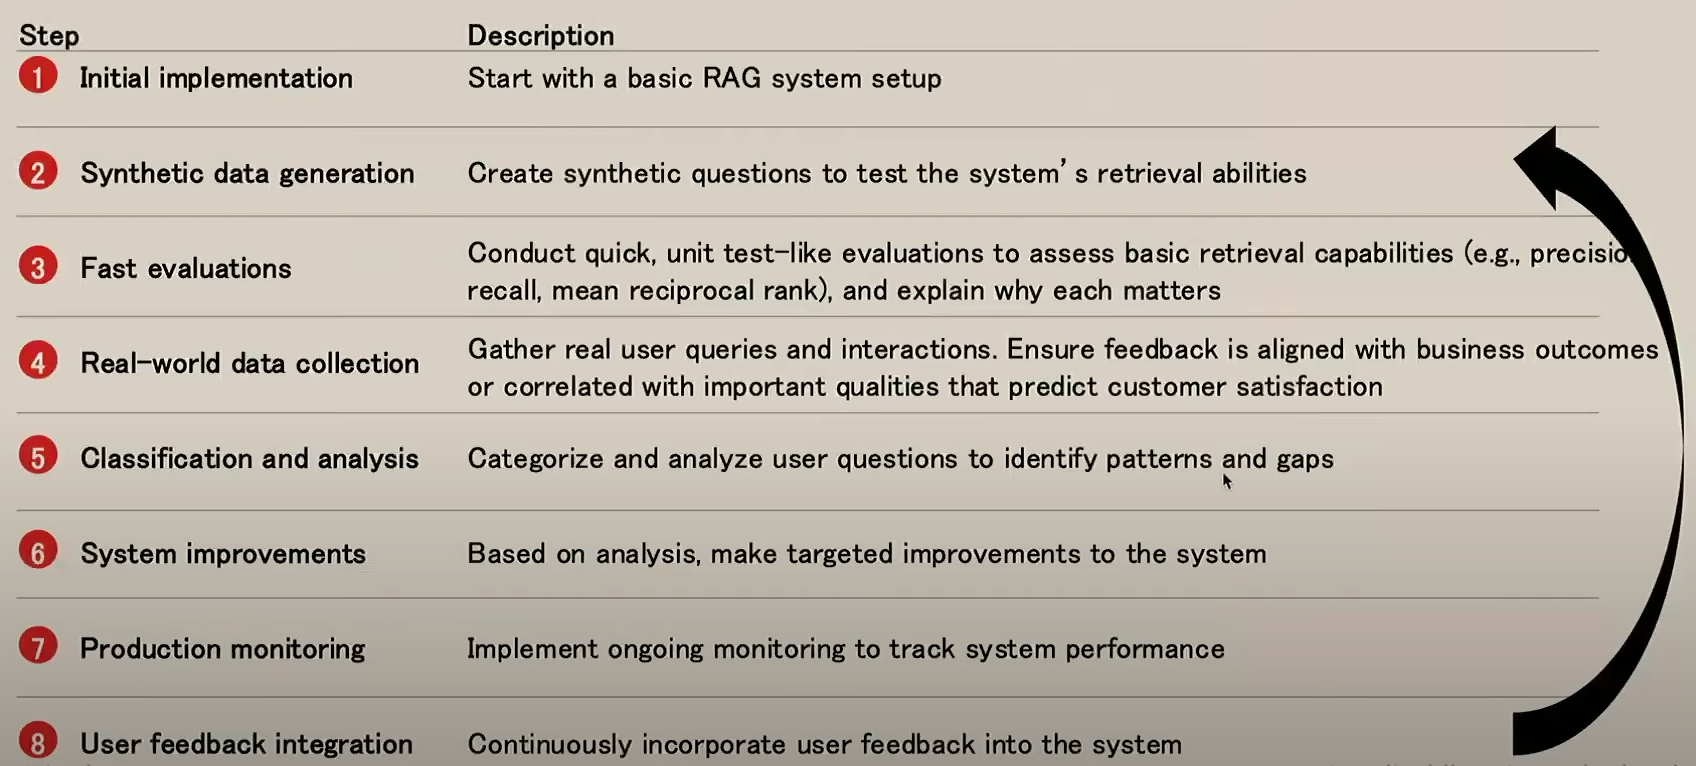 Step Description
1 Initial implementation Start with a basic RAG system setup
2 Synthetic data generation Create synthetic questions to test the system's retrieval abilities
3 Fast evaluations Conduct quick, unit test-like evaluations to assess basic retrieval capabilities (e.g.,
recall, mean reciprocal rank), and explain why each matters
4 Real-world data collection Gather real user queries and interactions. Ensure feedback is aligned with business outcomes
or correlated with important qualities that predict customer satisfaction
5 Classification and analysis Categorize and analyze user questions to identify patterns and gaps
6 System improvements Based on analysis, make targeted improvements to the system
7 Production monitoring Implement ongoing monitoring to track system performance
8 User feedback integration Continuously incorporate user feedback into the system